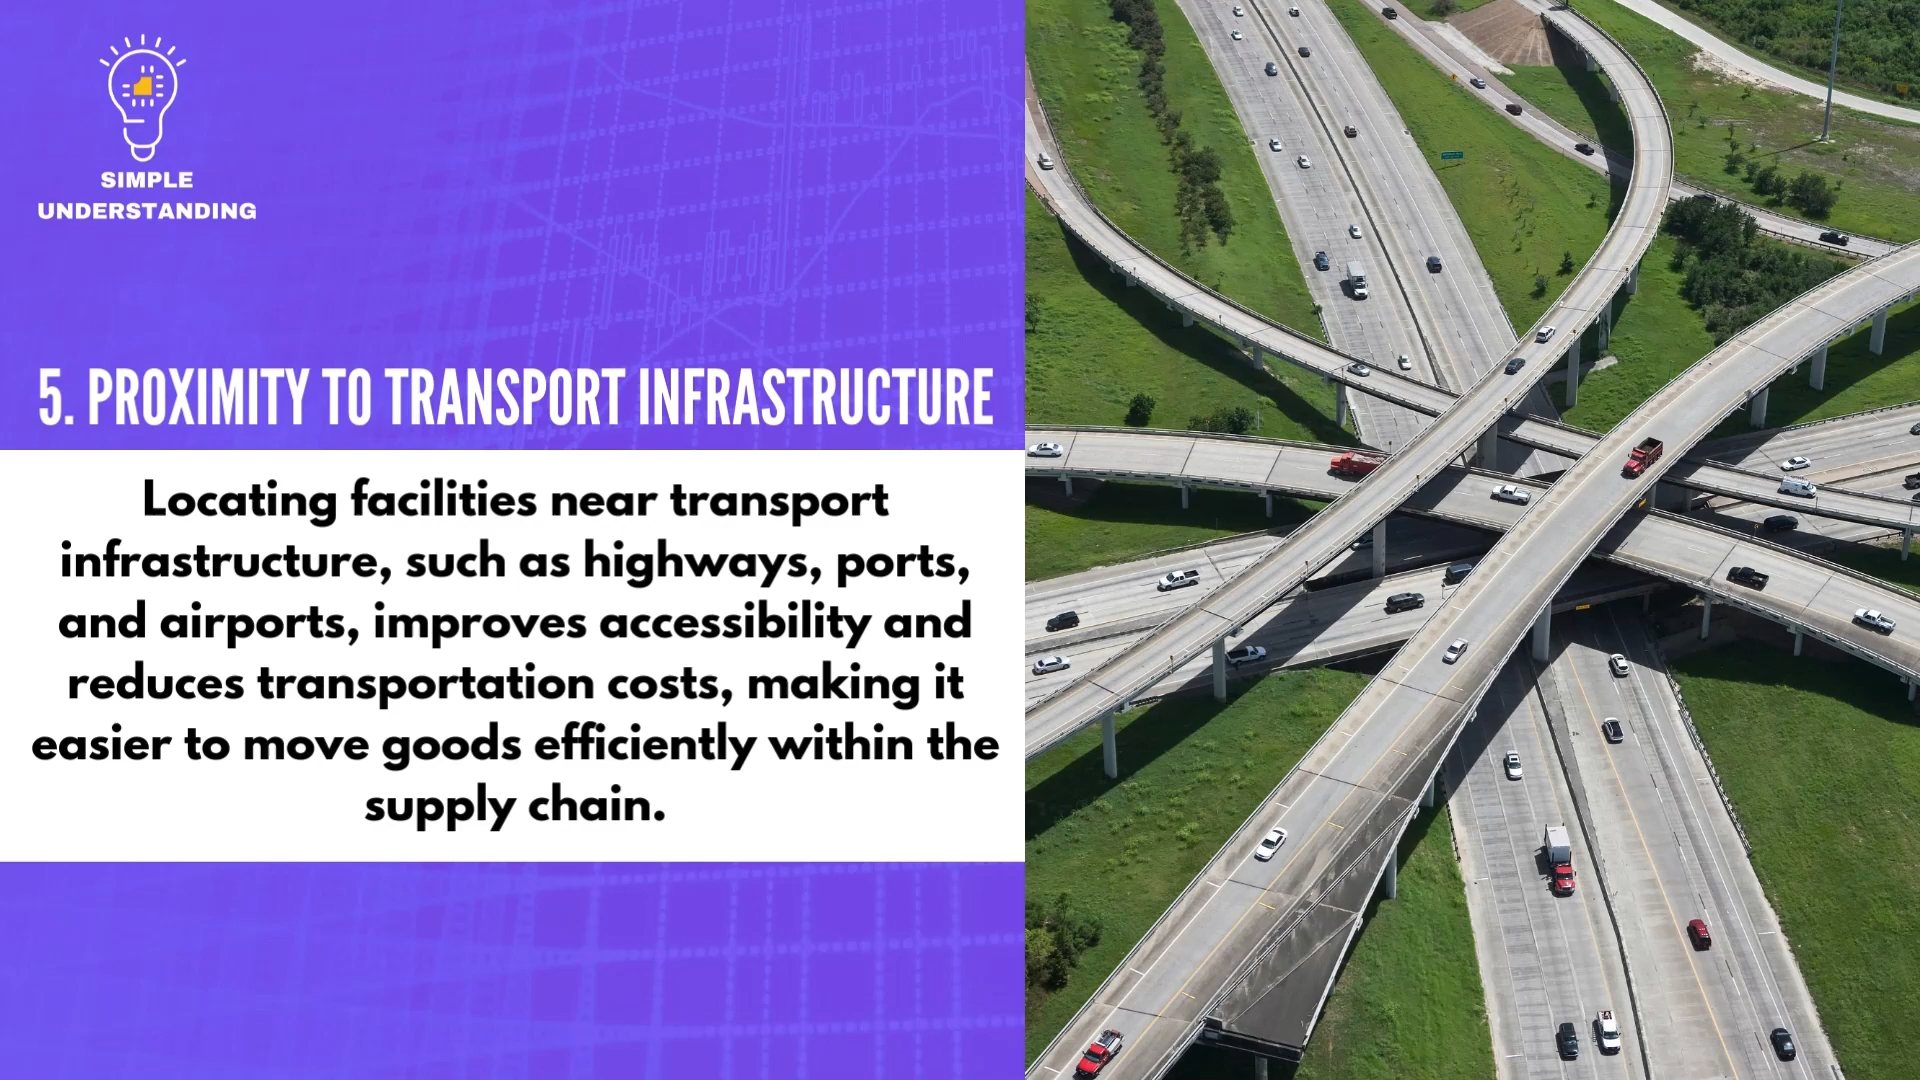 SIMPLE
UNDERSTANDING
5. PROXIMITY TO TRANSPORT INFRASTRUCTURE
Locating facilities near transport
infrastructure, such as highways, ports,
and airports, improves accessibility and
reduces transportation costs, making it
easier to move goods efficiently within the
supply chain.